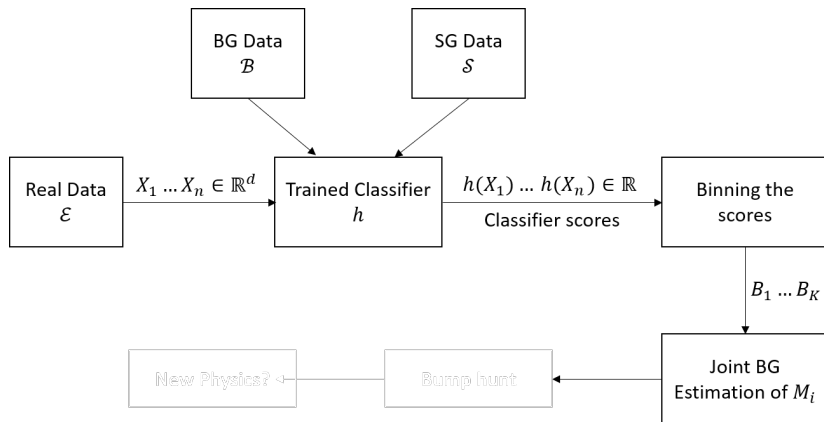 BG Data
ℬ
SG Data
𝒮
Real Data
ℰ
X₁ … Xₙ ∈ ℝᵈ
Trained Classifier
h
h(X₁) … h(Xₙ) ∈ ℝ
Classifier scores
Binning the
scores
B₁ … B_K
Joint BG
Estimation of Mᵢ
Bump hunt
New Physics?